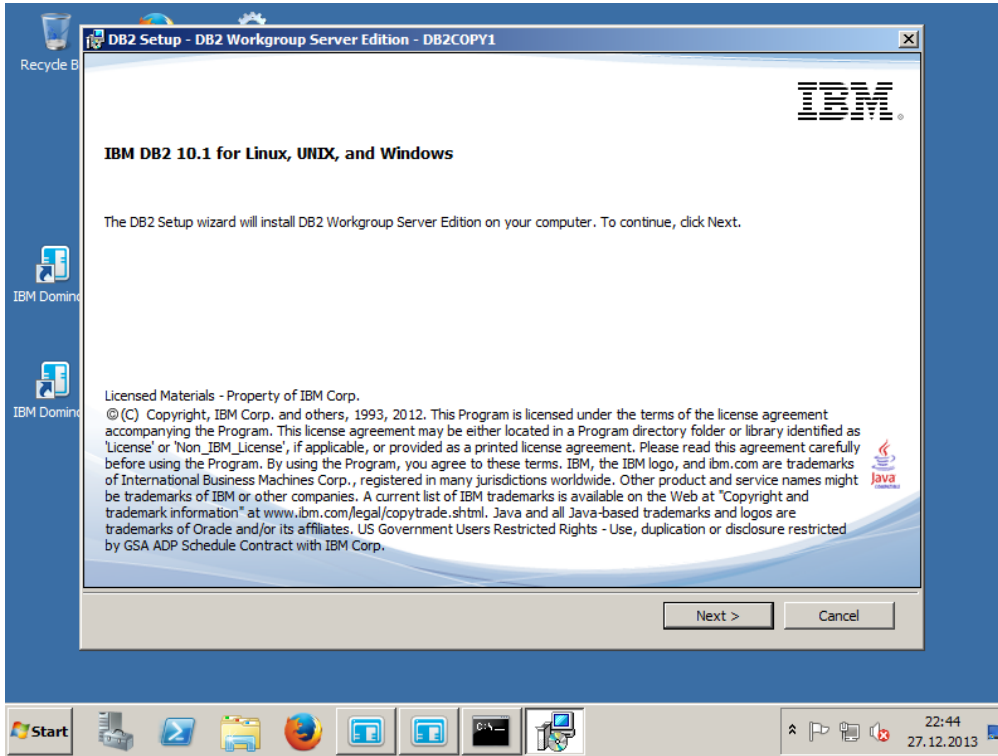 DB2 Setup - DB2 Workgroup Server Edition - DB2COPY1
Recycle B
IBM
IBM DB2 10.1 for Linux, UNIX, and Windows
The DB2 Setup wizard will install DB2 Workgroup Server Edition on your computer. To continue, click Next.
IBM Domino
IBM Domino
Licensed Materials - Property of IBM Corp.
©(C) Copyright, IBM Corp. and others, 1993, 2012. This Program is licensed under the terms of the license agreement
accompanying the Program. This license agreement may be either located in a Program directory folder or library identified as
'License' or 'Non_IBM_License', if applicable, or provided as a printed license agreement. Please read this agreement carefully
before using the Program. By using the Program, you agree to these terms. IBM, the IBM logo, and ibm.com are trademarks
of International Business Machines Corp., registered in many jurisdictions worldwide. Other product and service names might
be trademarks of IBM or other companies. A current list of IBM trademarks is available on the Web at "Copyright and
trademark information" at www.ibm.com/legal/copytrade.shtml. Java and all Java-based trademarks and logos are
trademarks of Oracle and/or its affiliates. US Government Users Restricted Rights - Use, duplication or disclosure restricted
by GSA ADP Schedule Contract with IBM Corp.
Java
Next >
Cancel
Start
C:\_
22:44
27.12.2013